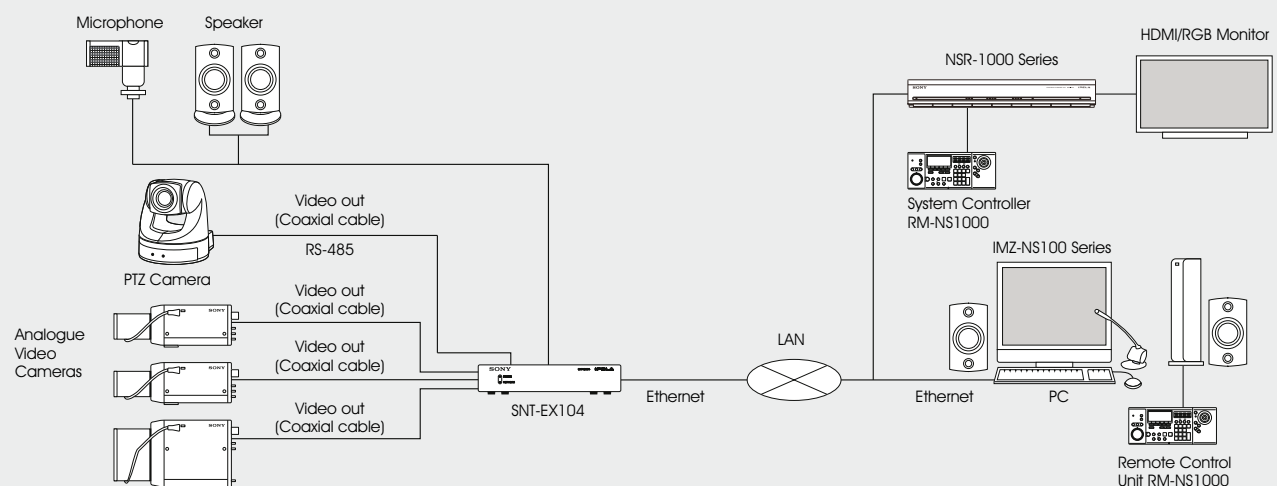 Microphone
Speaker
HDMI/RGB Monitor
NSR-1000 Series
SONY
System Controller
RM-NS1000
Video out
(Coaxial cable)
RS-485
PTZ Camera
IMZ-NS100 Series
Video out
(Coaxial cable)
SONY
Analogue
Video
Cameras
LAN
Video out
(Coaxial cable)
SONY
SONY
IPELA
SNT-EX104
Ethernet
Ethernet
PC
Video out
(Coaxial cable)
SONY
Remote Control
Unit RM-NS1000